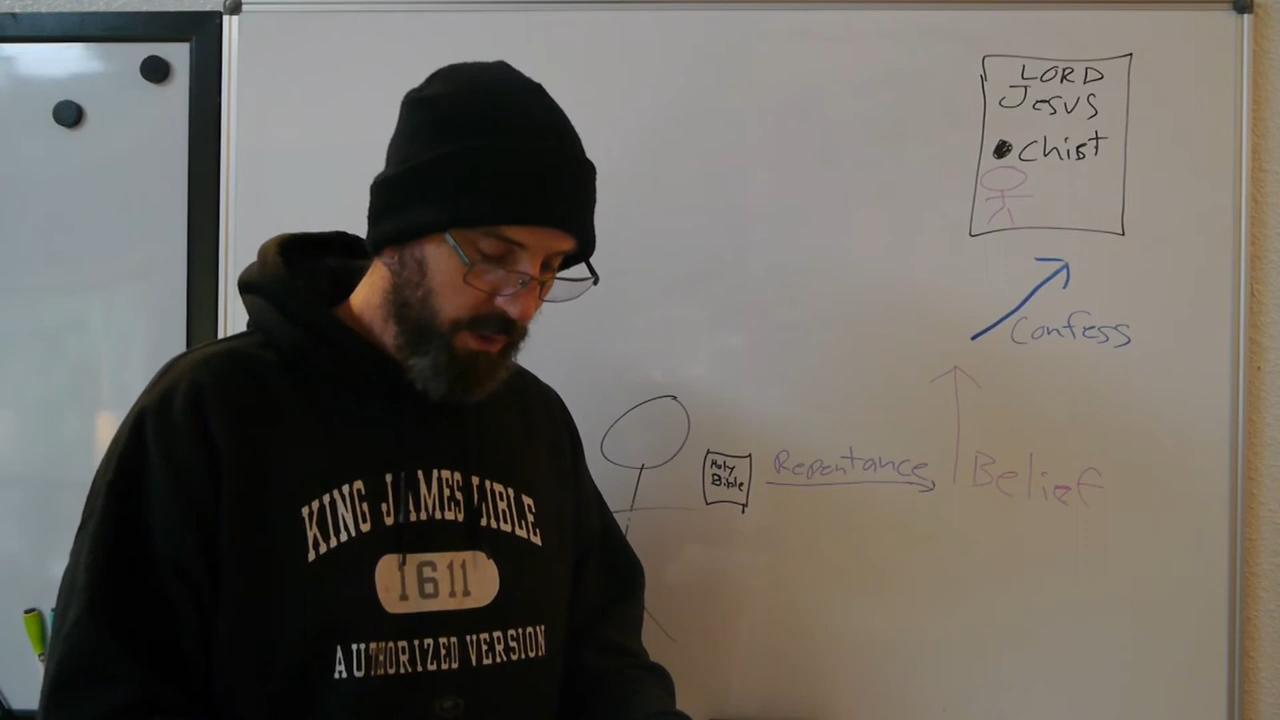 LORD
JESUS
Chist
Confess
Holy
Bible
Repentance
Belief
KING JAMES BIBLE
1611
AUTHORIZED VERSION